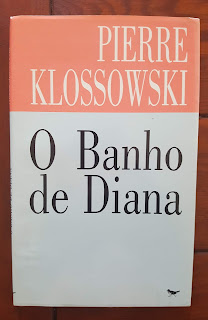 PIERRE
KLOSSOWSKI
O Banho
de Diana